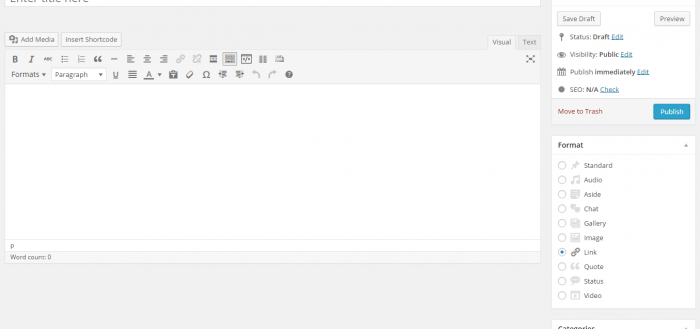 Enter title here
Add Media Insert Shortcode
Visual Text
B I ABC
Formats Paragraph U A
P
Word count: 0
Save Draft Preview
Status: Draft Edit
Visibility: Public Edit
Publish immediately Edit
SEO: N/A Check
Move to Trash Publish
Format
Standard
Audio
Aside
Chat
Gallery
Image
Link
Quote
Status
Video
Categories